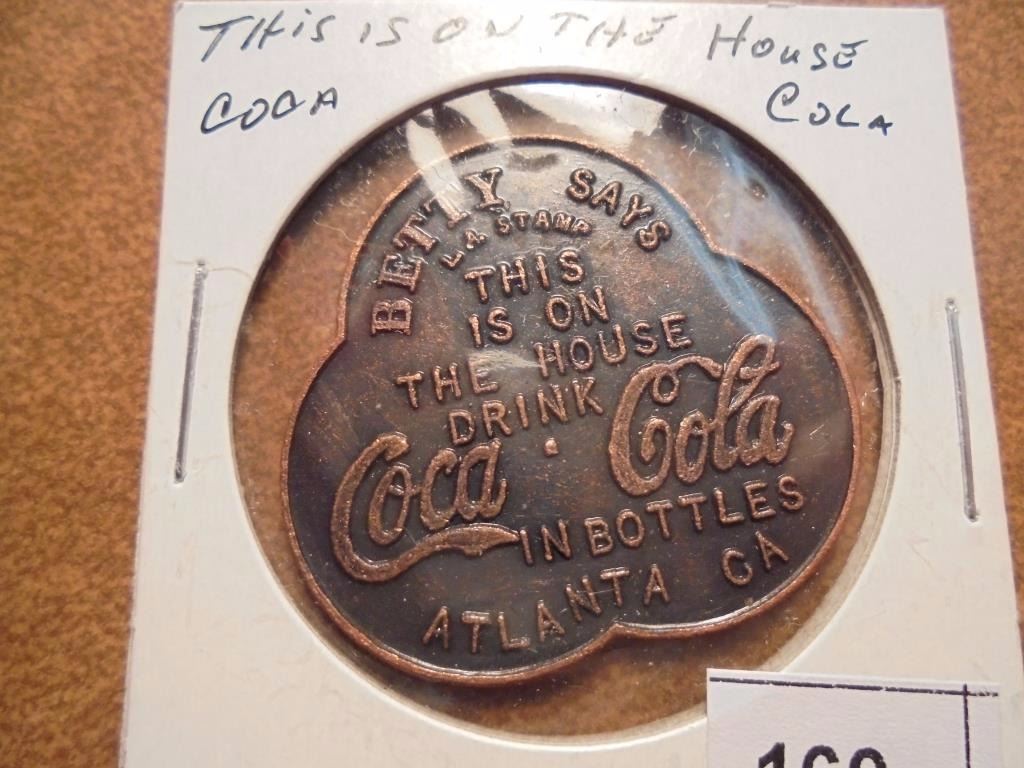 THIS IS ON THE HOUSE
COCA COLA
BETTY SAYS
L.A. STAMP
THIS
IS ON
THE HOUSE
DRINK
Coca Cola
IN BOTTLES
ATLANTA GA